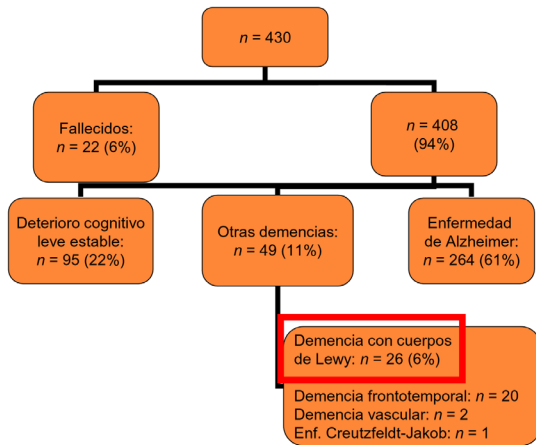 n = 430
Fallecidos:
n = 22 (6%)
n = 408
(94%)
Deterioro cognitivo
leve estable:
n = 95 (22%)
Otras demencias:
n = 49 (11%)
Enfermedad
de Alzheimer:
n = 264 (61%)
Demencia con cuerpos
de Lewy: n = 26 (6%)
Demencia frontotemporal: n = 20
Demencia vascular: n = 2
Enf. Creutzfeldt-Jakob: n = 1